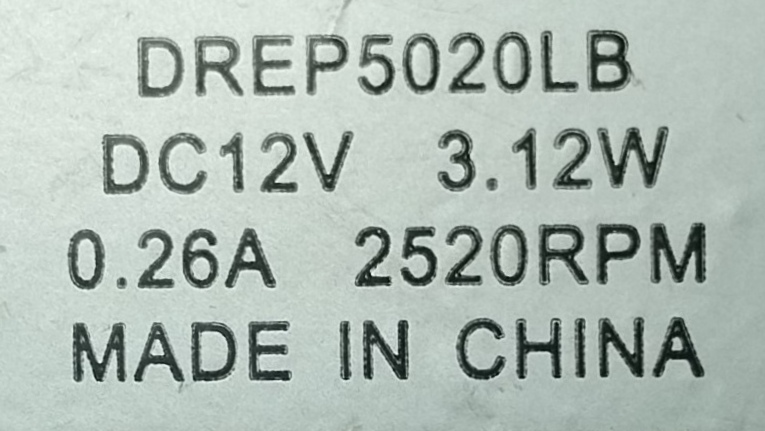 DREP5020LB
DC12V 3.12W
0.26A 2520RPM
MADE IN CHINA